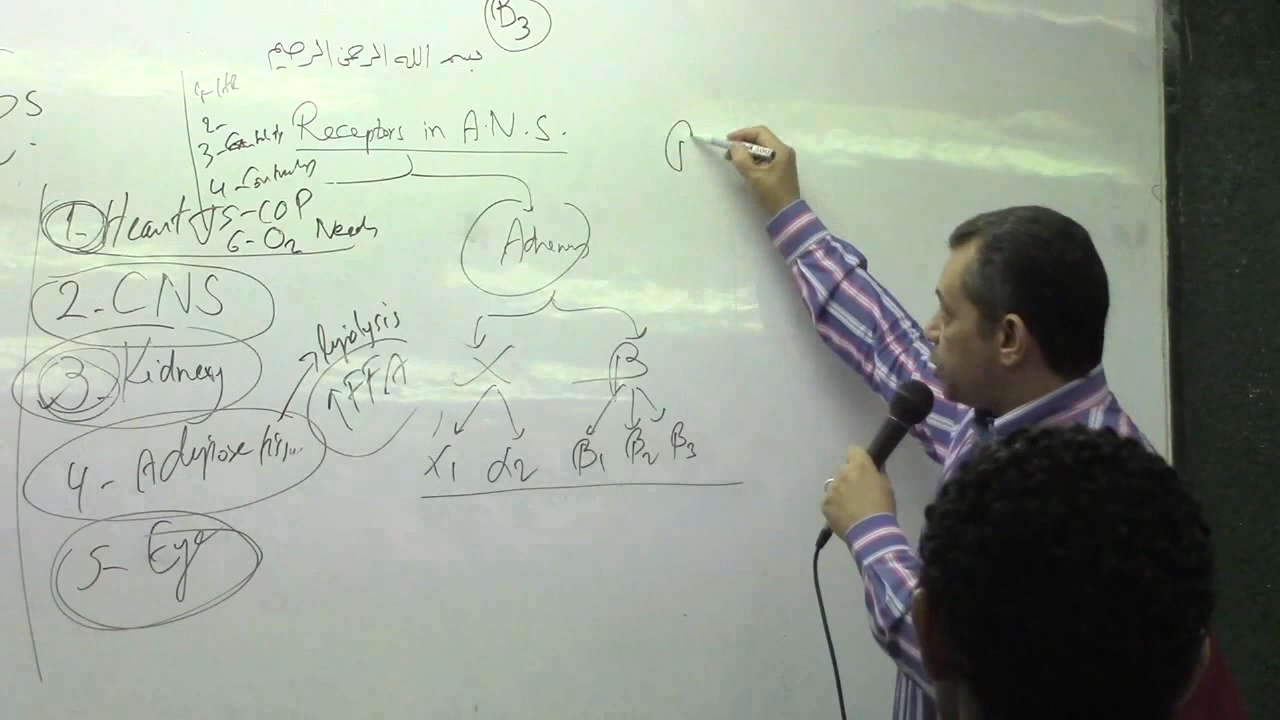 B3
بسم الله الرحمن الرحيم
OS
2-
3-
4-
Receptors in A.N.S.
1- Heart
5- COP
6- O2 Needs
2- CNS
3- Kidney
Lipolysis
↑ FFA
4- Adipose
5- Eye
α β
α1 α2 β1 β2 β3